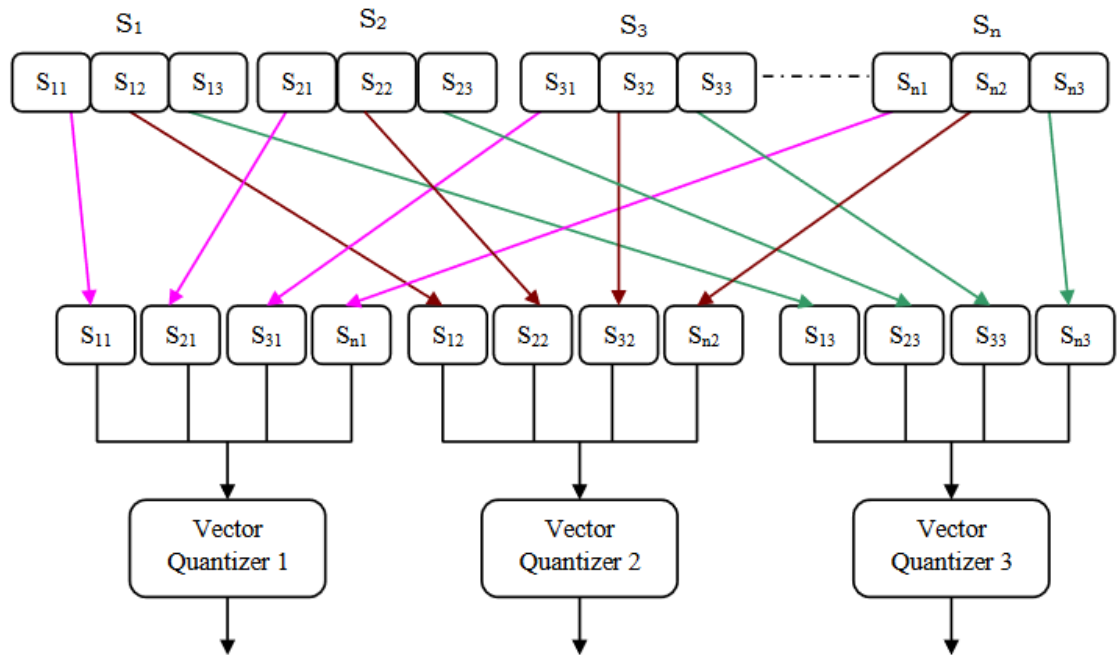 S₁ S₂ S₃ Sₙ
S₁₁ S₁₂ S₁₃ S₂₁ S₂₂ S₂₃ S₃₁ S₃₂ S₃₃ Sₙ₁ Sₙ₂ Sₙ₃
S₁₁ S₂₁ S₃₁ Sₙ₁ S₁₂ S₂₂ S₃₂ Sₙ₂ S₁₃ S₂₃ S₃₃ Sₙ₃
Vector
Quantizer 1
Vector
Quantizer 2
Vector
Quantizer 3